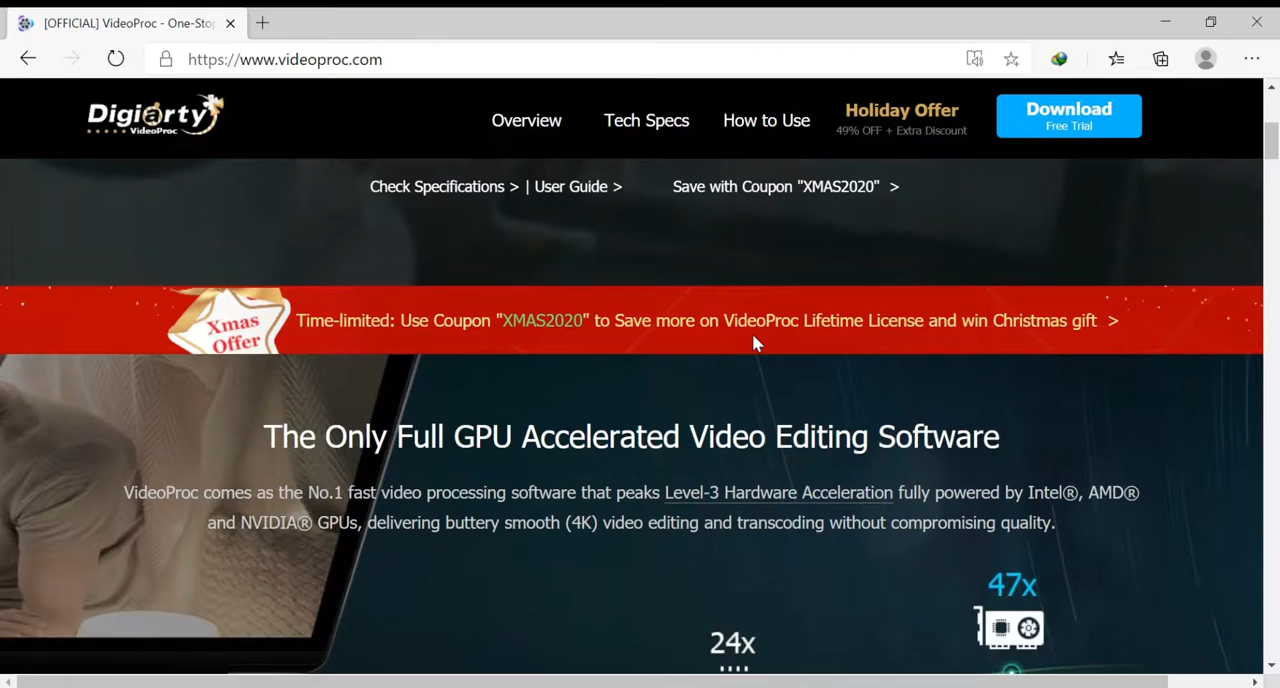 [OFFICIAL] VideoProc - One-Stop
https://www.videoproc.com
Digiarty
VideoProc
Overview
Tech Specs
How to Use
Holiday Offer
49% OFF + Extra Discount
Download
Free Trial
Check Specifications > | User Guide >
Save with Coupon "XMAS2020" >
Xmas
Offer
Time-limited: Use Coupon "XMAS2020" to Save more on VideoProc Lifetime License and win Christmas gift >
The Only Full GPU Accelerated Video Editing Software
VideoProc comes as the No.1 fast video processing software that peaks Level-3 Hardware Acceleration fully powered by Intel®, AMD®
and NVIDIA® GPUs, delivering buttery smooth (4K) video editing and transcoding without compromising quality.
47x
24x